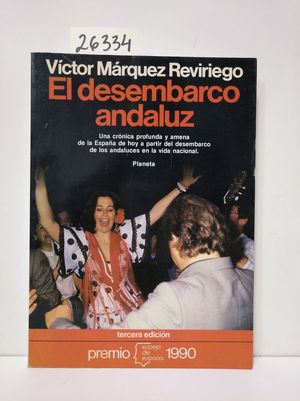 26334
Víctor Márquez Reviriego
El desembarco
andaluz
Una crónica profunda y amena
de la España de hoy a partir del desembarco
de los andaluces en la vida nacional.
Planeta
tercera edición
premio espejo de españa 1990